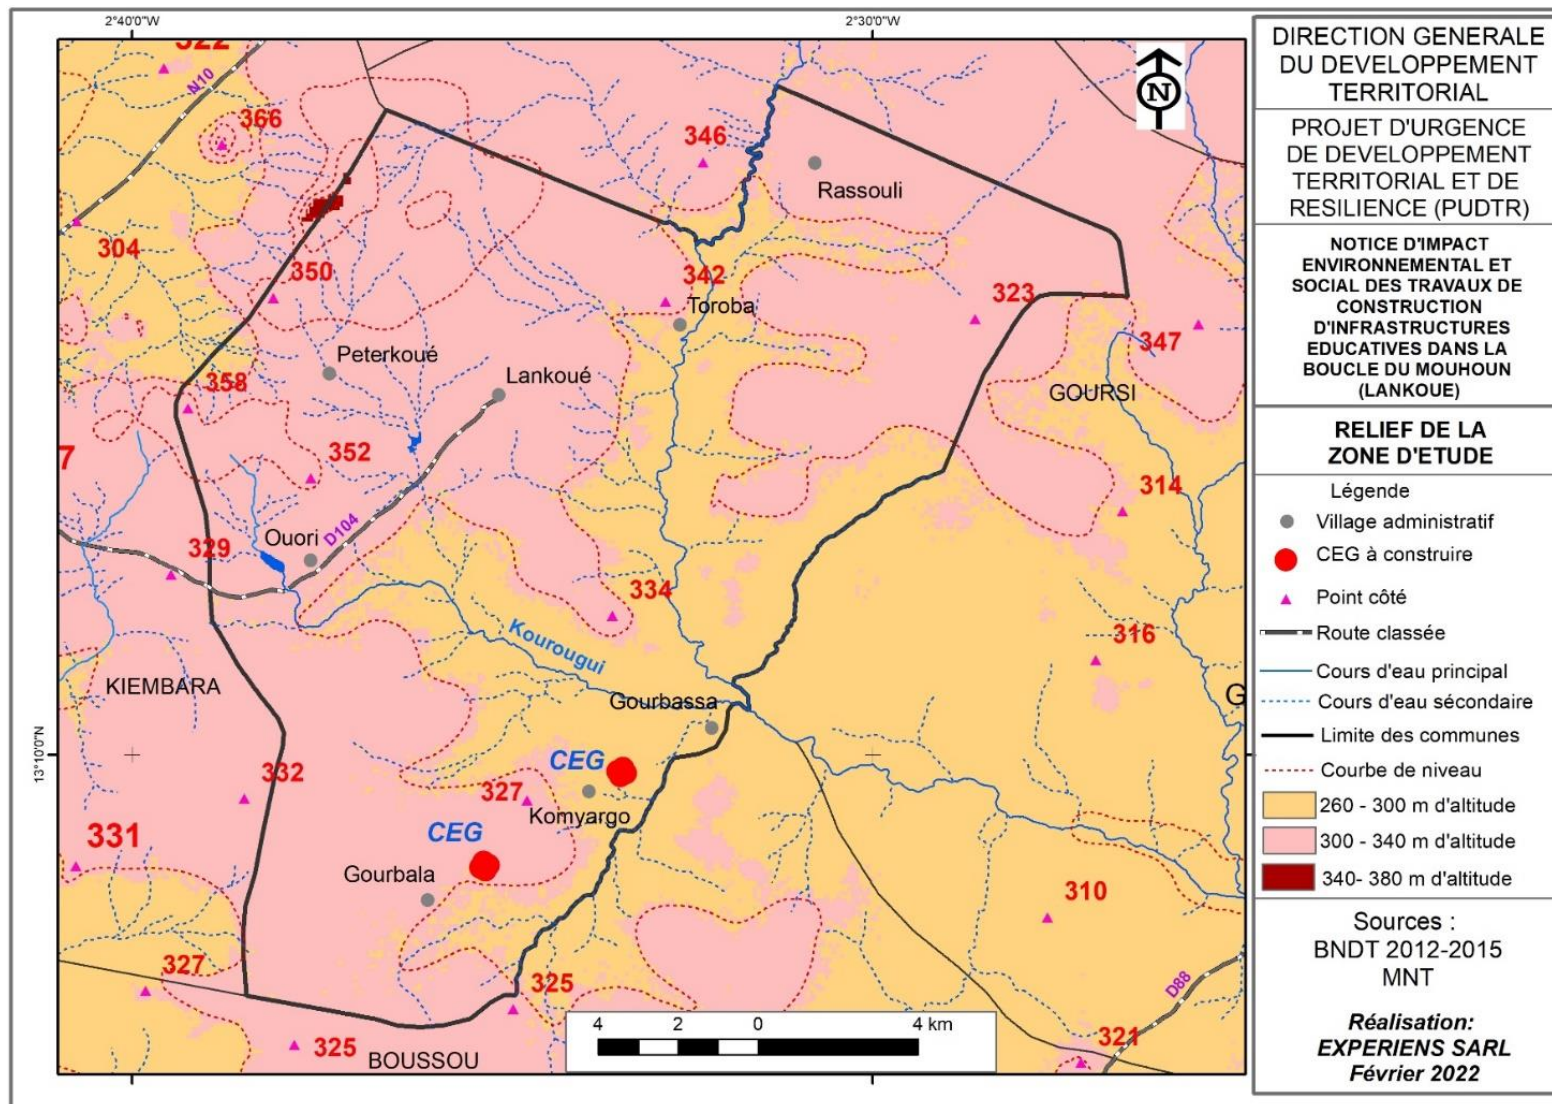 2°40'0"W
2°30'0"W
322
N10
366
346
Rassouli
304
350
342
323
Toroba
347
Peterkoué
358
Lankoué
GOURSI
7
352
314
D104
Ouori
329
334
316
Kourougui
KIEMBARA
Gourbassa
G
13°10'0"N
CEG
332
327
Komyargo
331
CEG
Gourbala
310
327
325
D88
4 2 0 4 km
325
BOUSSOU
321
N
DIRECTION GENERALE
DU DEVELOPPEMENT
TERRITORIAL
PROJET D'URGENCE
DE DEVELOPPEMENT
TERRITORIAL ET DE
RESILIENCE (PUDTR)
NOTICE D'IMPACT
ENVIRONNEMENTAL ET
SOCIAL DES TRAVAUX DE
CONSTRUCTION
D'INFRASTRUCTURES
EDUCATIVES DANS LA
BOUCLE DU MOUHOUN
(LANKOUE)
RELIEF DE LA
ZONE D'ETUDE
Légende
Village administratif
CEG à construire
Point côté
Route classée
Cours d'eau principal
Cours d'eau sécondaire
Limite des communes
Courbe de niveau
260 - 300 m d'altitude
300 - 340 m d'altitude
340- 380 m d'altitude
Sources :
BNDT 2012-2015
MNT
Réalisation:
EXPERIENS SARL
Février 2022